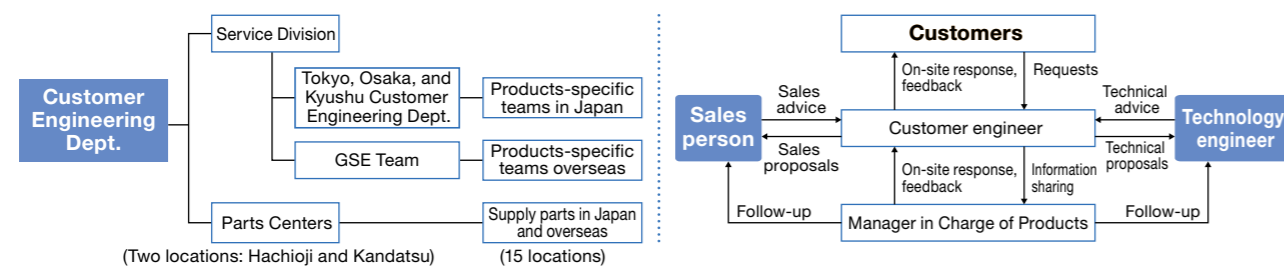 Customer
Engineering
Dept.
Service Division
Tokyo, Osaka, and
Kyushu Customer
Engineering Dept.
Products-specific
teams in Japan
GSE Team
Products-specific
teams overseas
Parts Centers
Supply parts in Japan
and overseas
(Two locations: Hachioji and Kandatsu)
(15 locations)
Customers
On-site response,
feedback
Requests
Sales
person
Sales
advice
Sales
proposals
Customer engineer
Technical
advice
Technical
proposals
Technology
engineer
On-site response,
feedback
Information
sharing
Follow-up
Manager in Charge of Products
Follow-up